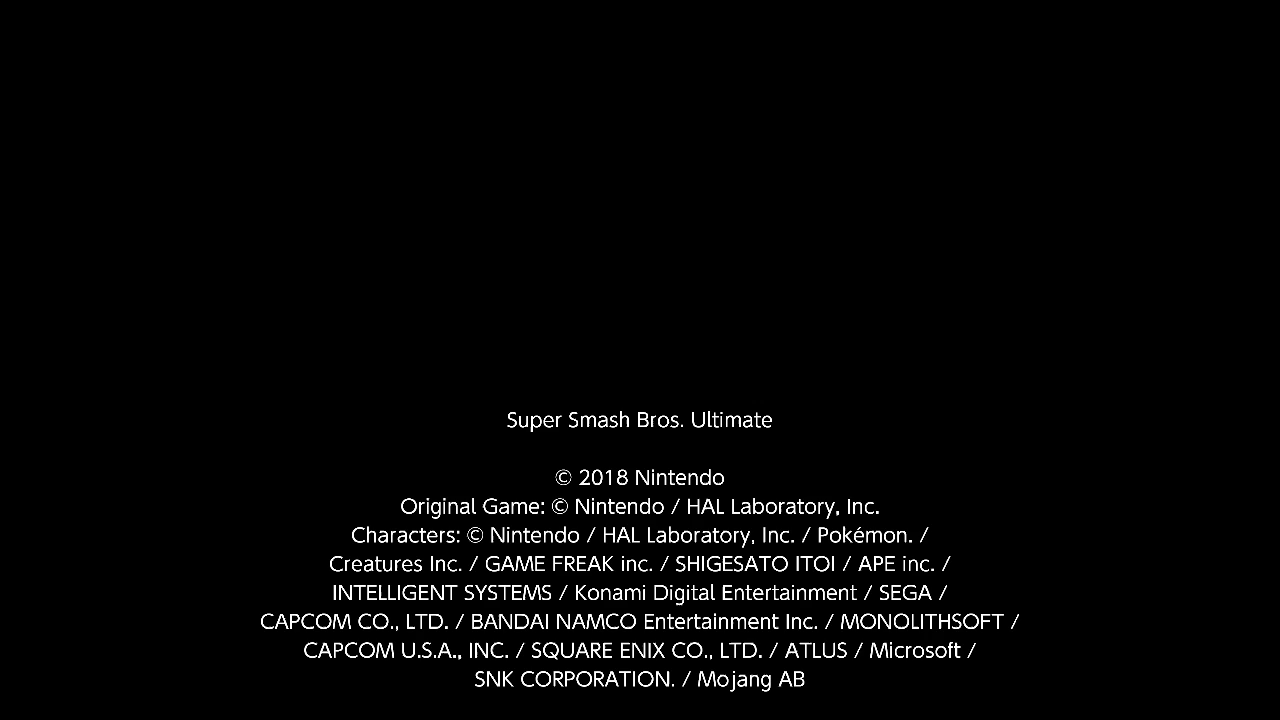 Super Smash Bros. Ultimate
© 2018 Nintendo
Original Game: © Nintendo / HAL Laboratory, Inc.
Characters: © Nintendo / HAL Laboratory, Inc. / Pokémon. /
Creatures Inc. / GAME FREAK inc. / SHIGESATO ITOI / APE inc. /
INTELLIGENT SYSTEMS / Konami Digital Entertainment / SEGA /
CAPCOM CO., LTD. / BANDAI NAMCO Entertainment Inc. / MONOLITHSOFT /
CAPCOM U.S.A., INC. / SQUARE ENIX CO., LTD. / ATLUS / Microsoft /
SNK CORPORATION. / Mojang AB